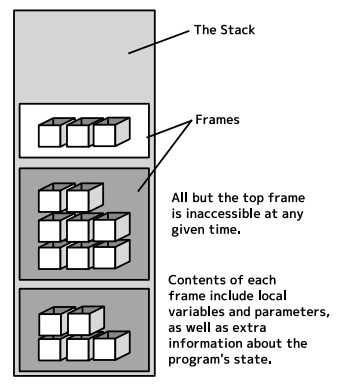 The Stack
Frames
All but the top frame
is inaccessible at any
given time.
Contents of each
frame include local
variables and parameters,
as well as extra
information about the
program's state.